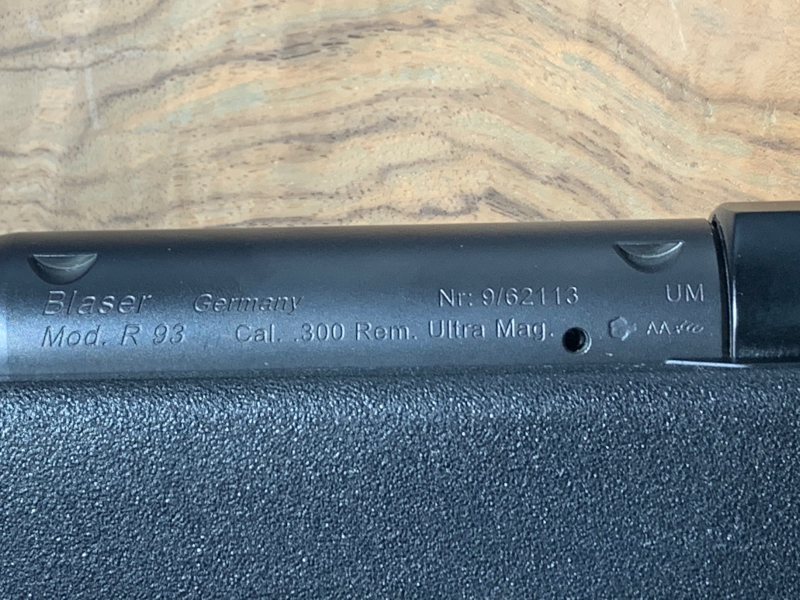 Blaser Germany Nr: 9/62113 UM
Mod. R 93 Cal. .300 Rem. Ultra Mag.